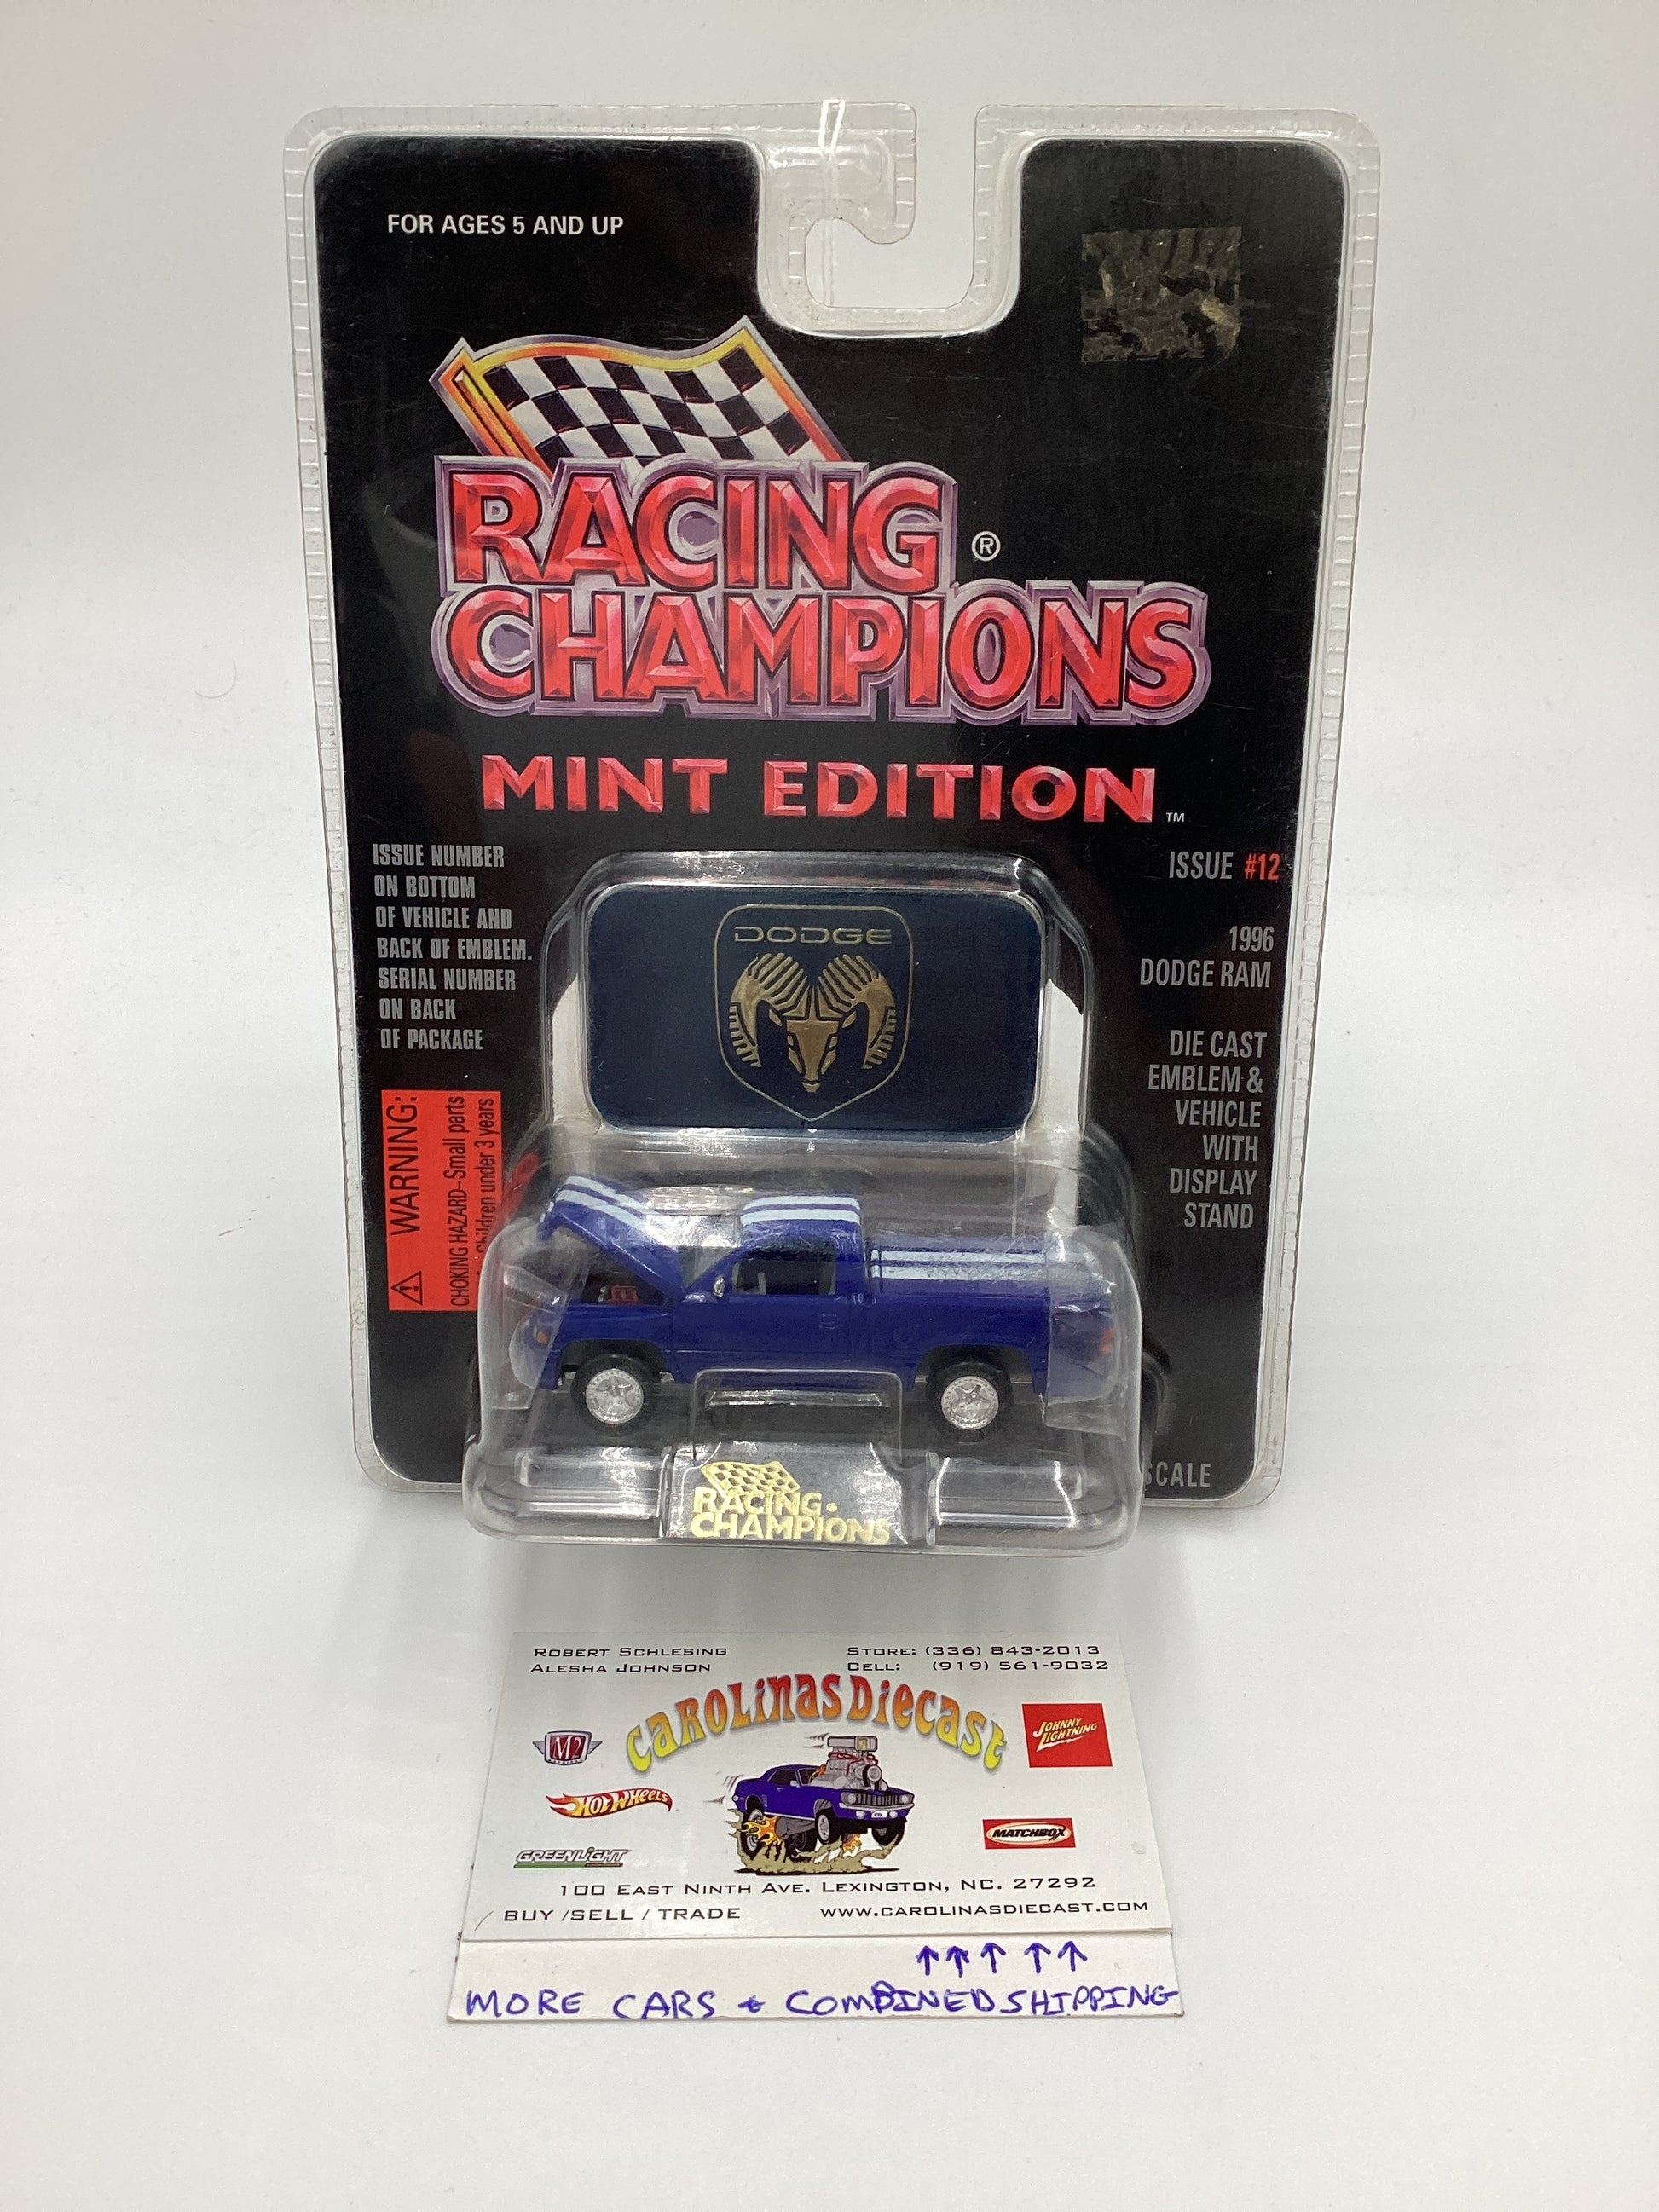 FOR AGES 5 AND UP
RACING ®
CHAMPIONS
MINT EDITION ™
ISSUE NUMBER
ON BOTTOM
OF VEHICLE AND
BACK OF EMBLEM.
SERIAL NUMBER
ON BACK
OF PACKAGE
ISSUE #12
1996
DODGE RAM
DIE CAST
EMBLEM &
VEHICLE
WITH
DISPLAY
STAND
DODGE
WARNING:
CHOKING HAZARD–Small parts
Children under 3 years
SCALE
RACING
CHAMPIONS
ROBERT SCHLESING
ALESHA JOHNSON
STORE: (336) 843-2013
CELL: (919) 561-9032
CAROLINAS DIECAST
M2
JOHNNY
LIGHTNING
HOT WHEELS
MATCHBOX
GREENLIGHT
100 EAST NINTH AVE. LEXINGTON, NC. 27292
BUY /SELL / TRADE
WWW.CAROLINASDIECAST.COM
↑↑↑ ↑↑
MORE CARS & COMBINED SHIPPING